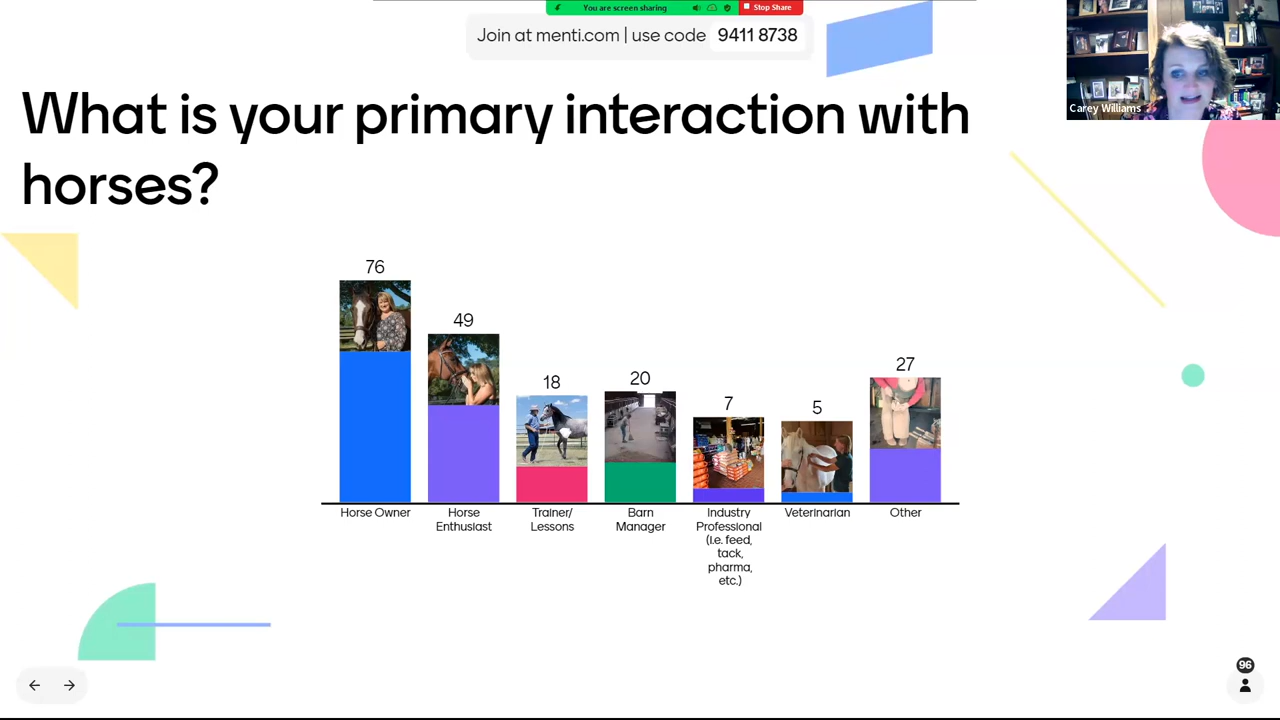 You are screen sharing
Stop Share
Join at menti.com | use code 9411 8738
Carey Williams
What is your primary interaction with
horses?
76
49
18
20
7
5
27
Horse Owner
Horse
Enthusiast
Trainer/
Lessons
Barn
Manager
Industry
Professional
(I.e. feed,
tack,
pharma,
etc.)
Veterinarian
Other
96